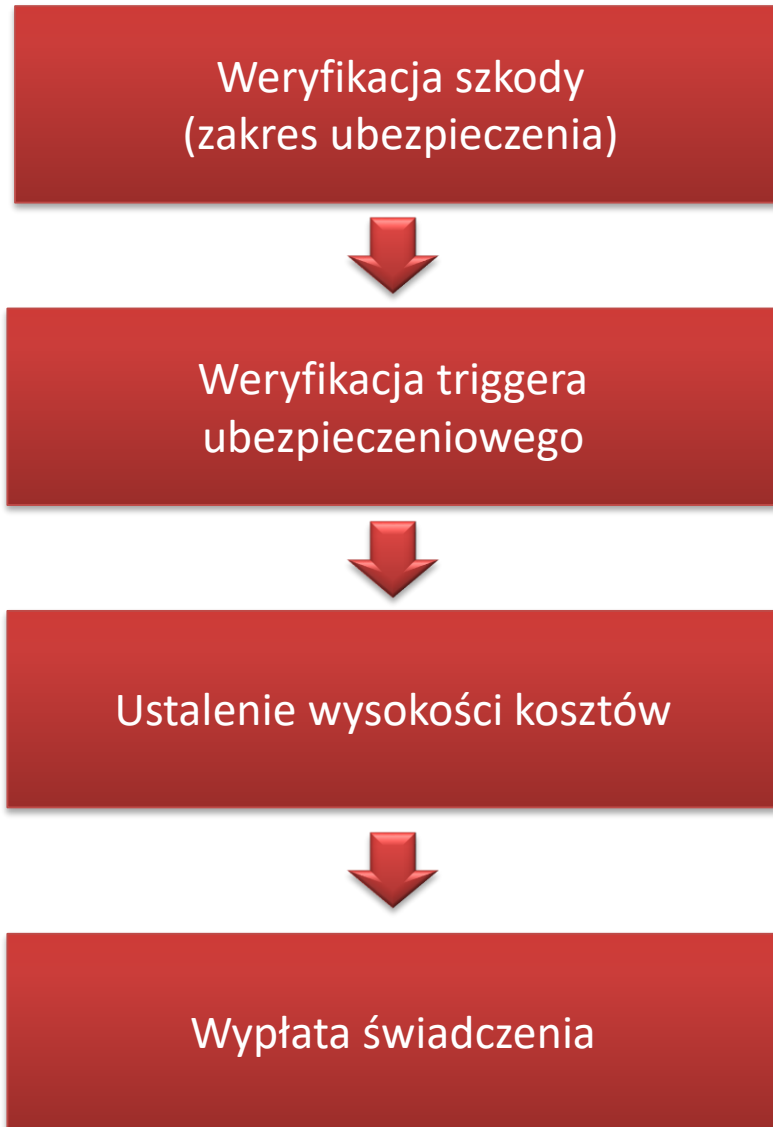 Weryfikacja szkody
(zakres ubezpieczenia)
Weryfikacja triggera
ubezpieczeniowego
Ustalenie wysokości kosztów
Wypłata świadczenia